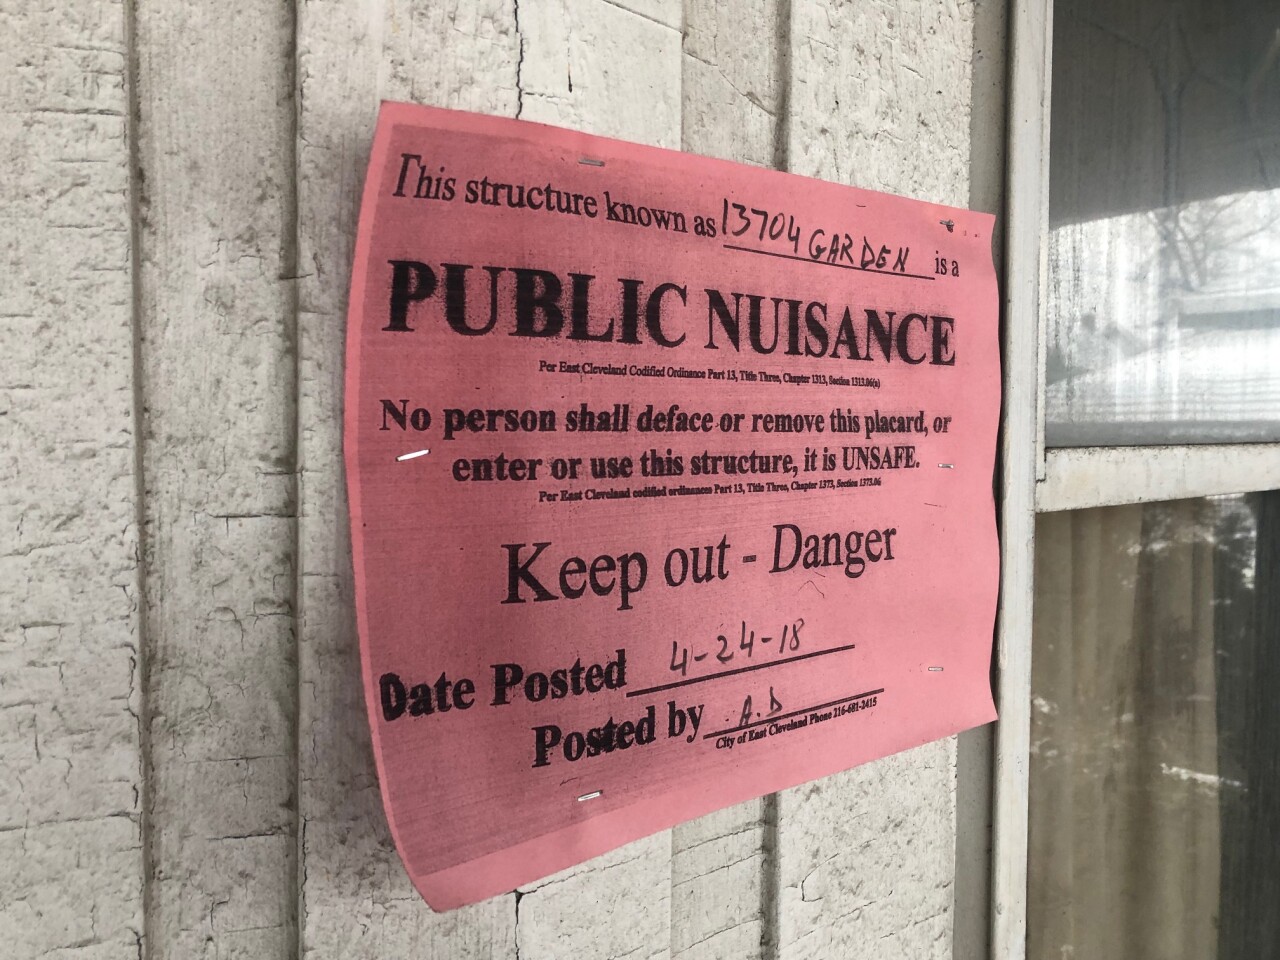 This structure known as 13704 GARDEN is a
PUBLIC NUISANCE
Per East Cleveland Codified Ordinance Part 13, Title Three, Chapter 1313, Section 1313.06(a)
No person shall deface or remove this placard, or
enter or use this structure, it is UNSAFE.
Per East Cleveland codified ordinances Part 13, Title Three, Chapter 1373, Section 1373.06
Keep out - Danger
Date Posted 4-24-18
Posted by A.D
City of East Cleveland Phone 216-681-2415